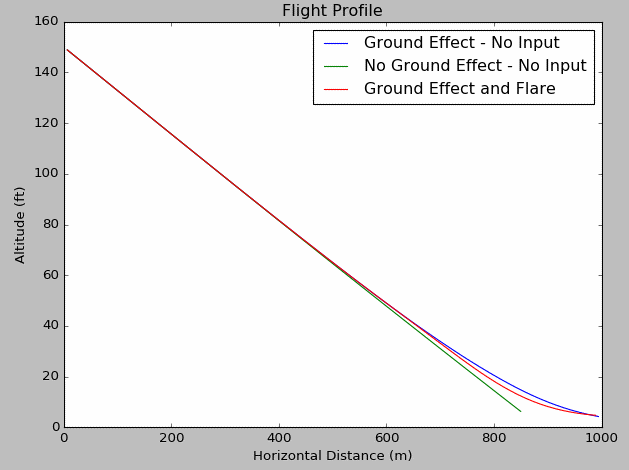 Flight Profile
160
140
120
100
80
60
40
20
0
Altitude (ft)
Ground Effect - No Input
No Ground Effect - No Input
Ground Effect and Flare
0 200 400 600 800 1000
Horizontal Distance (m)